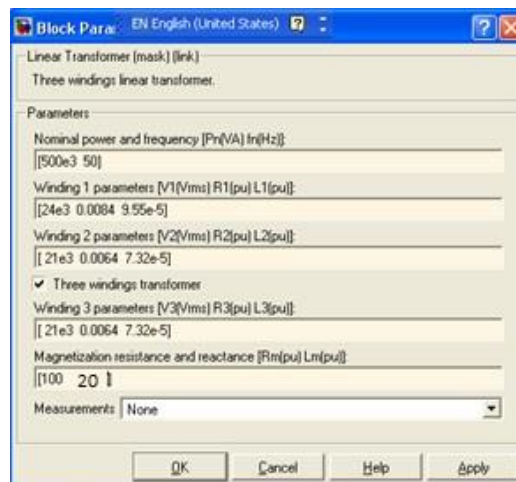 Block Para
EN English (United States)
Linear Transformer (mask) (link)
Three windings linear transformer.
Parameters
Nominal power and frequency [Pn(VA) fn(Hz)]:
[500e3 50]
Winding 1 parameters [V1(Vrms) R1(pu) L1(pu)]:
[24e3 0.0084 9.55e-5]
Winding 2 parameters [V2(Vrms) R2(pu) L2(pu)]:
[ 21e3 0.0064 7.32e-5]
Three windings transformer
Winding 3 parameters [V3(Vrms) R3(pu) L3(pu)]:
[ 21e3 0.0064 7.32e-5]
Magnetization resistance and reactance [Rm(pu) Lm(pu)]:
[100 20 ]
Measurements None
OK Cancel Help Apply